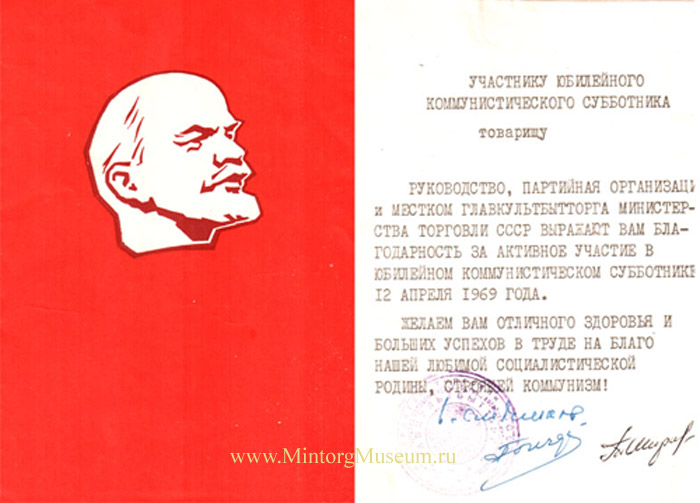 УЧАСТНИКУ ЮБИЛЕЙНОГО
КОММУНИСТИЧЕСКОГО СУББОТНИКА
товарищу
РУКОВОДСТВО, ПАРТИЙНАЯ ОРГАНИЗАЦИ
и МЕСТКОМ ГЛАВКУЛЬТБЫТТОРГА МИНИСТЕР-
СТВА ТОРГОВЛИ СССР ВЫРАЖАЮТ ВАМ БЛА-
ГОДАРНОСТЬ ЗА АКТИВНОЕ УЧАСТИЕ В
ЮБИЛЕЙНОМ КОММУНИСТИЧЕСКОМ СУББОТНИКЕ
12 АПРЕЛЯ 1969 ГОДА.
ЖЕЛАЕМ ВАМ ОТЛИЧНОГО ЗДОРОВЬЯ И
БОЛЬШИХ УСПЕХОВ В ТРУДЕ НА БЛАГО
НАШЕЙ ЛЮБИМОЙ СОЦИАЛИСТИЧЕСКОЙ
РОДИНЫ, СТРОЯЩЕЙ КОММУНИЗМ!
www.MintorgMuseum.ru